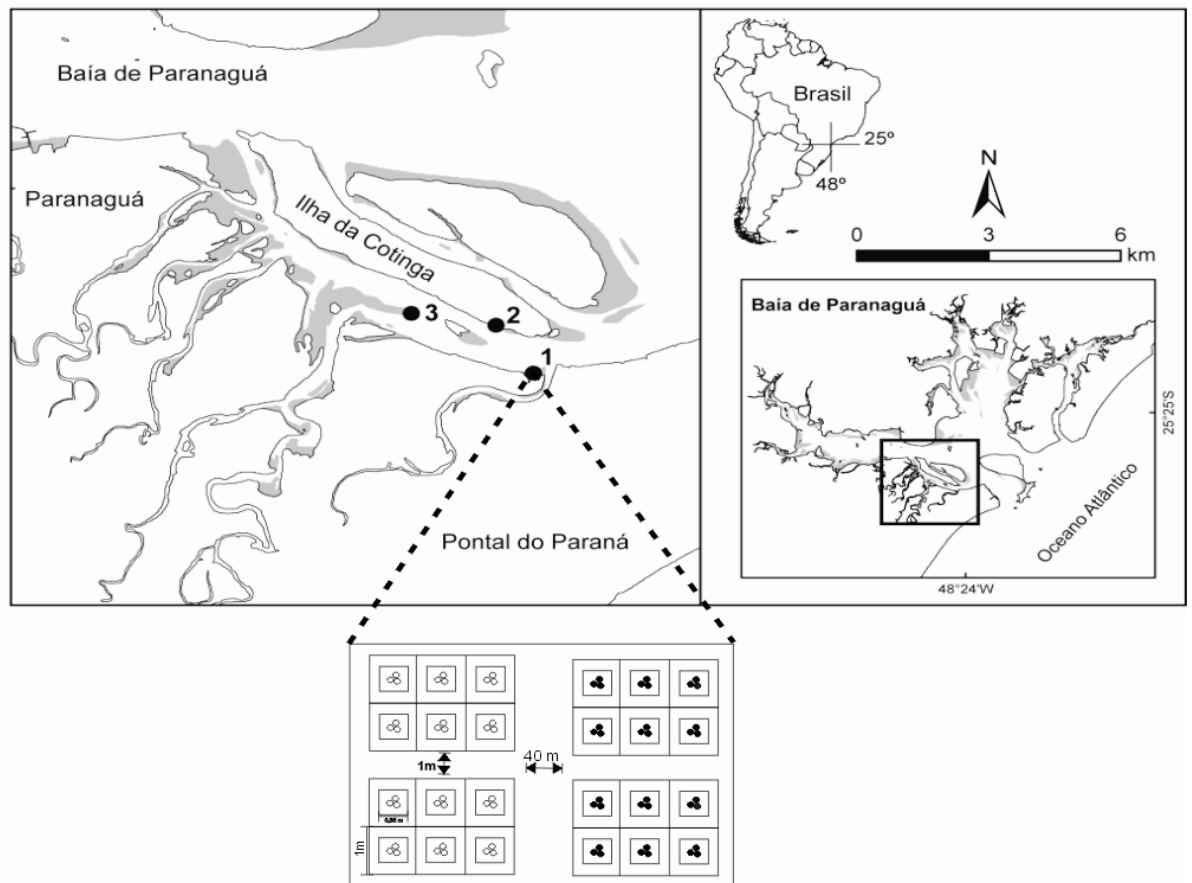 Baía de Paranaguá
Paranaguá
Ilha da Cotinga
3
2
1
Pontal do Paraná
Brasil
25º
48º
N
0
3
6
km
Baía de Paranaguá
25°25'S
Oceano Atlântico
48°24'W
1m
40 m
1m